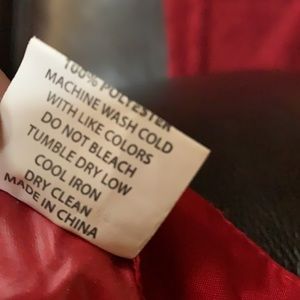 100% POLYESTER
MACHINE WASH COLD
WITH LIKE COLORS
DO NOT BLEACH
TUMBLE DRY LOW
COOL IRON
DRY CLEAN
MADE IN CHINA